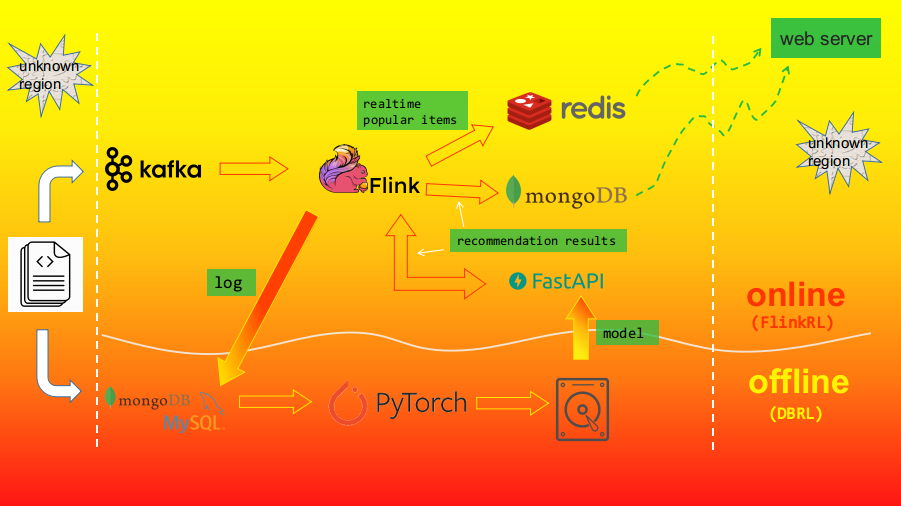 web server
unknown
region
realtime
popular items
redis
unknown
region
kafka
Flink
mongoDB
recommendation results
log
FastAPI
online
(FlinkRL)
model
offline
(DBRL)
mongoDB
MySQL
PyTorch